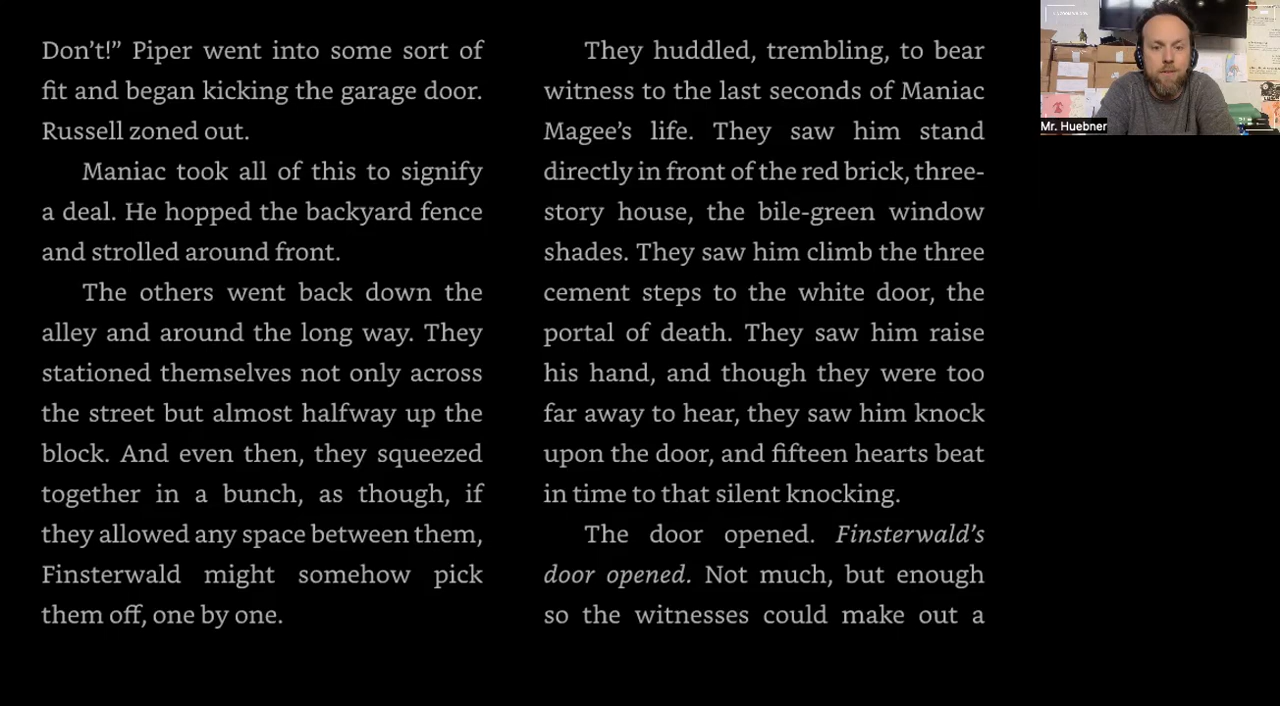 Don’t!” Piper went into some sort of
fit and began kicking the garage door.
Russell zoned out.
Maniac took all of this to signify
a deal. He hopped the backyard fence
and strolled around front.
The others went back down the
alley and around the long way. They
stationed themselves not only across
the street but almost halfway up the
block. And even then, they squeezed
together in a bunch, as though, if
they allowed any space between them,
Finsterwald might somehow pick
them off, one by one.
They huddled, trembling, to bear
witness to the last seconds of Maniac
Magee’s life. They saw him stand
directly in front of the red brick, three-
story house, the bile-green window
shades. They saw him climb the three
cement steps to the white door, the
portal of death. They saw him raise
his hand, and though they were too
far away to hear, they saw him knock
upon the door, and fifteen hearts beat
in time to that silent knocking.
The door opened. Finsterwald’s
door opened. Not much, but enough
so the witnesses could make out a
Mr. Huebner